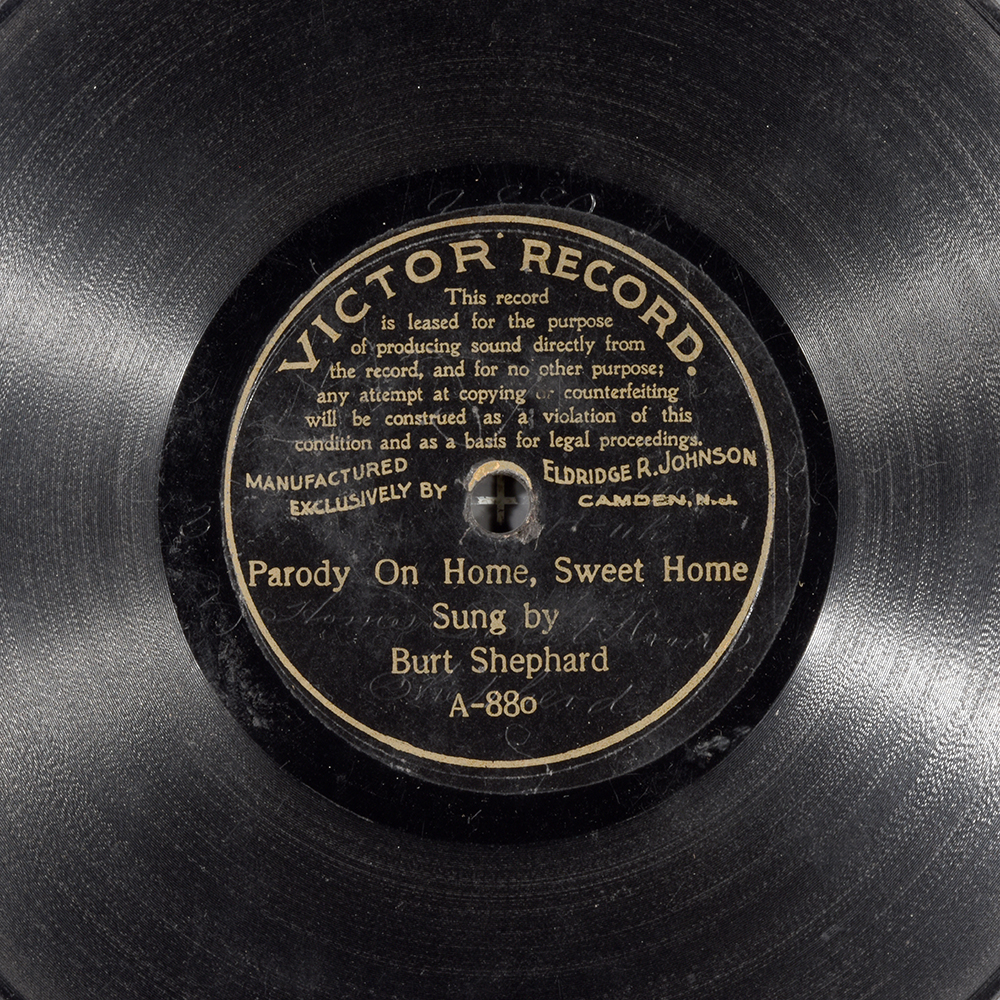 VICTOR RECORD.
This record
is leased for the purpose
of producing sound directly from
the record, and for no other purpose;
any attempt at copying or counterfeiting
will be construed as a violation of this
condition and as a basis for legal proceedings.
MANUFACTURED
EXCLUSIVELY BY
ELDRIDGE R. JOHNSON
CAMDEN, N.J.
Parody On Home, Sweet Home
Sung by
Burt Shephard
A-880